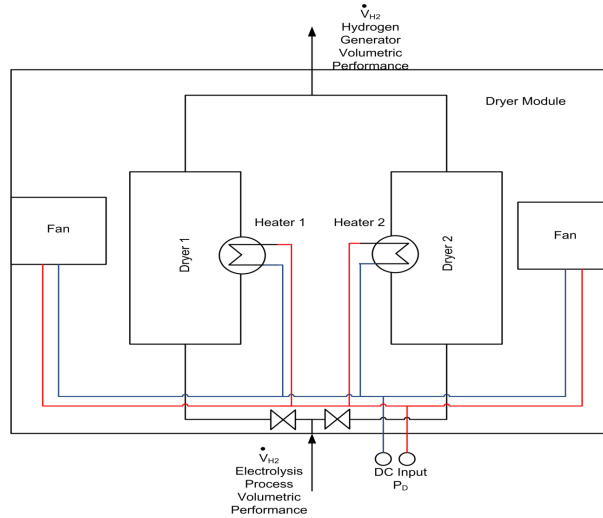 V̇H2
Hydrogen
Generator
Volumetric
Performance
Dryer Module
Fan
Dryer 1
Heater 1
Heater 2
Dryer 2
Fan
V̇H2
Electrolysis
Process
Volumetric
Performance
DC Input
PD